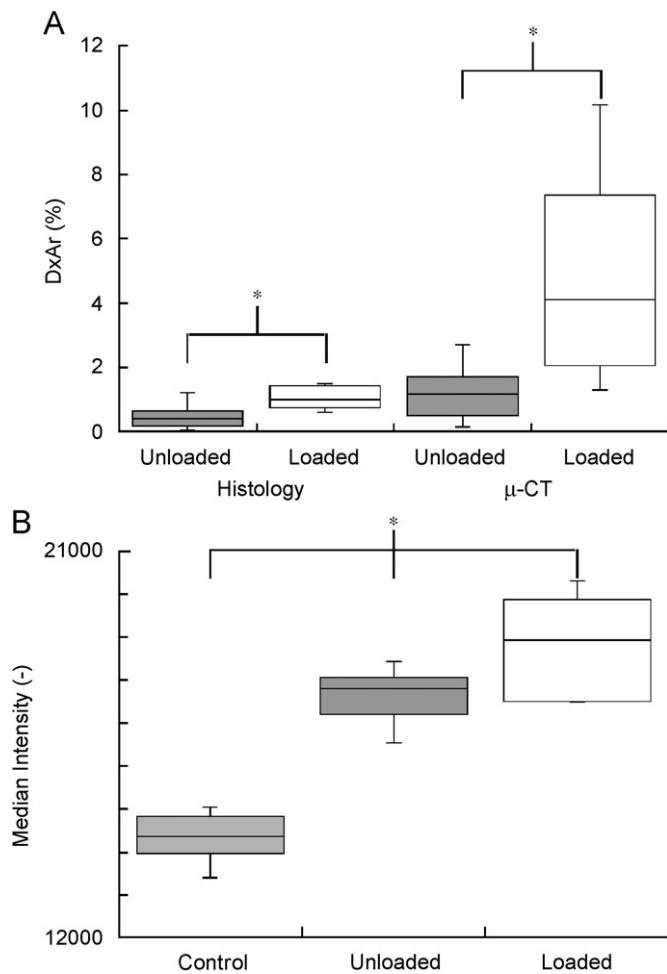 A
*
12
10
8
6
4
2
0
DxAr (%)
*
Unloaded Loaded Unloaded Loaded
Histology μ-CT
B
*
21000
Median Intensity (-)
12000
Control Unloaded Loaded